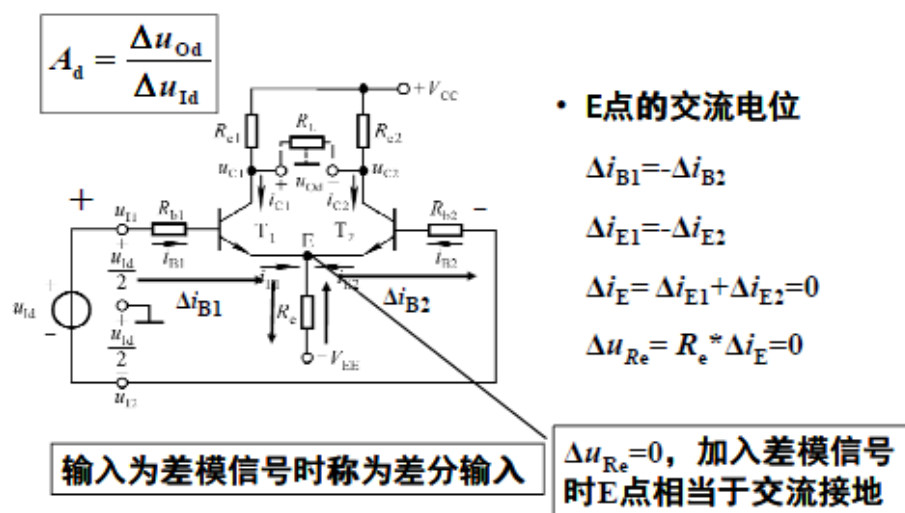 A_d = Δu_Od / Δu_Id
+V_CC
R_c1
R_L
R_c2
u_C1
+ u_Od −
u_C2
i_C1
i_C2
+
u_I1
R_b1
T_1
E
T_2
R_b2
−
+
u_Id/2
i_B1
i_E1
i_E2
i_B2
Δi_B1
Δi_B2
+
u_Id
−
+
u_Id/2
−
R_e
−V_EE
u_I2
• E点的交流电位
Δi_B1=-Δi_B2
Δi_E1=-Δi_E2
Δi_E= Δi_E1+Δi_E2=0
Δu_Re= R_e*Δi_E=0
输入为差模信号时称为差分输入
Δu_Re=0，加入差模信号
时E点相当于交流接地